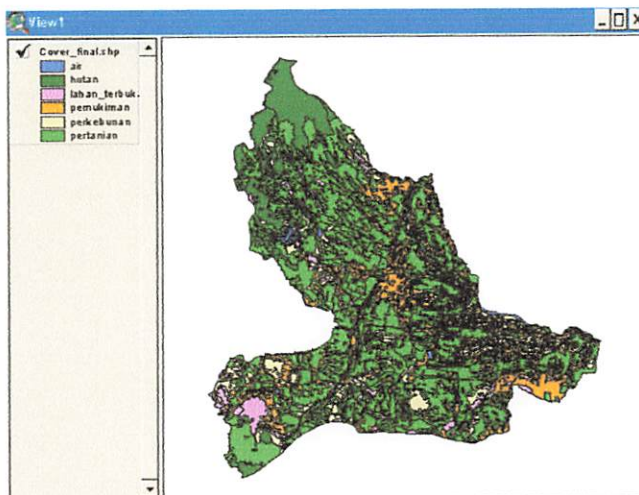 View1
Cover_final.shp
air
hutan
lahan_terbuk.
pemukiman
perkebunan
pertanian